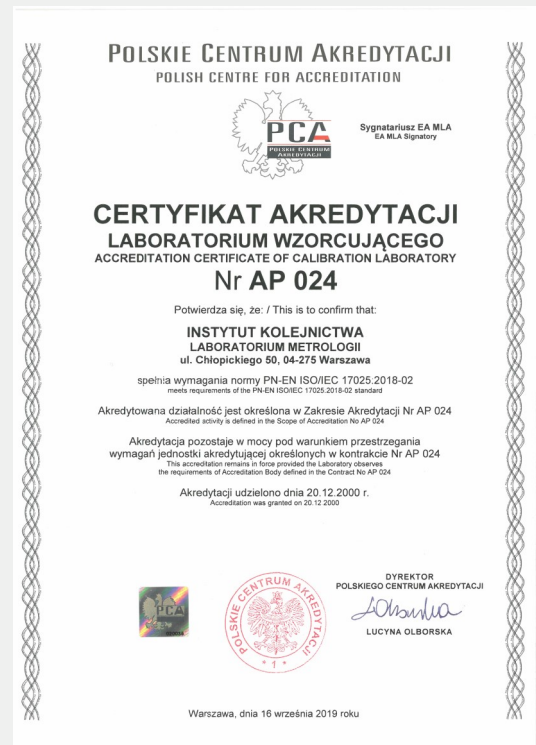 POLSKIE CENTRUM AKREDYTACJI
POLISH CENTRE FOR ACCREDITATION
PCA
POLSKIE CENTRUM
AKREDYTACJI
Sygnatariusz EA MLA
EA MLA Signatory
CERTYFIKAT AKREDYTACJI
LABORATORIUM WZORCUJĄCEGO
ACCREDITATION CERTIFICATE OF CALIBRATION LABORATORY
Nr AP 024
Potwierdza się, że: / This is to confirm that:
INSTYTUT KOLEJNICTWA
LABORATORIUM METROLOGII
ul. Chłopickiego 50, 04-275 Warszawa
spełnia wymagania normy PN-EN ISO/IEC 17025:2018-02
meets requirements of the PN-EN ISO/IEC 17025:2018-02 standard
Akredytowana działalność jest określona w Zakresie Akredytacji Nr AP 024
Accredited activity is defined in the Scope of Accreditation No AP 024
Akredytacja pozostaje w mocy pod warunkiem przestrzegania
wymagań jednostki akredytującej określonych w kontrakcie Nr AP 024
This accreditation remains in force provided the Laboratory observes
the requirements of Accreditation Body defined in the Contract No AP 024
Akredytacji udzielono dnia 20.12.2000 r.
Accreditation was granted on 20.12.2000
PCA
POLSKIE CENTRUM AKREDYTACJI
* 1 *
DYREKTOR
POLSKIEGO CENTRUM AKREDYTACJI
LUCYNA OLBORSKA
Warszawa, dnia 16 września 2019 roku